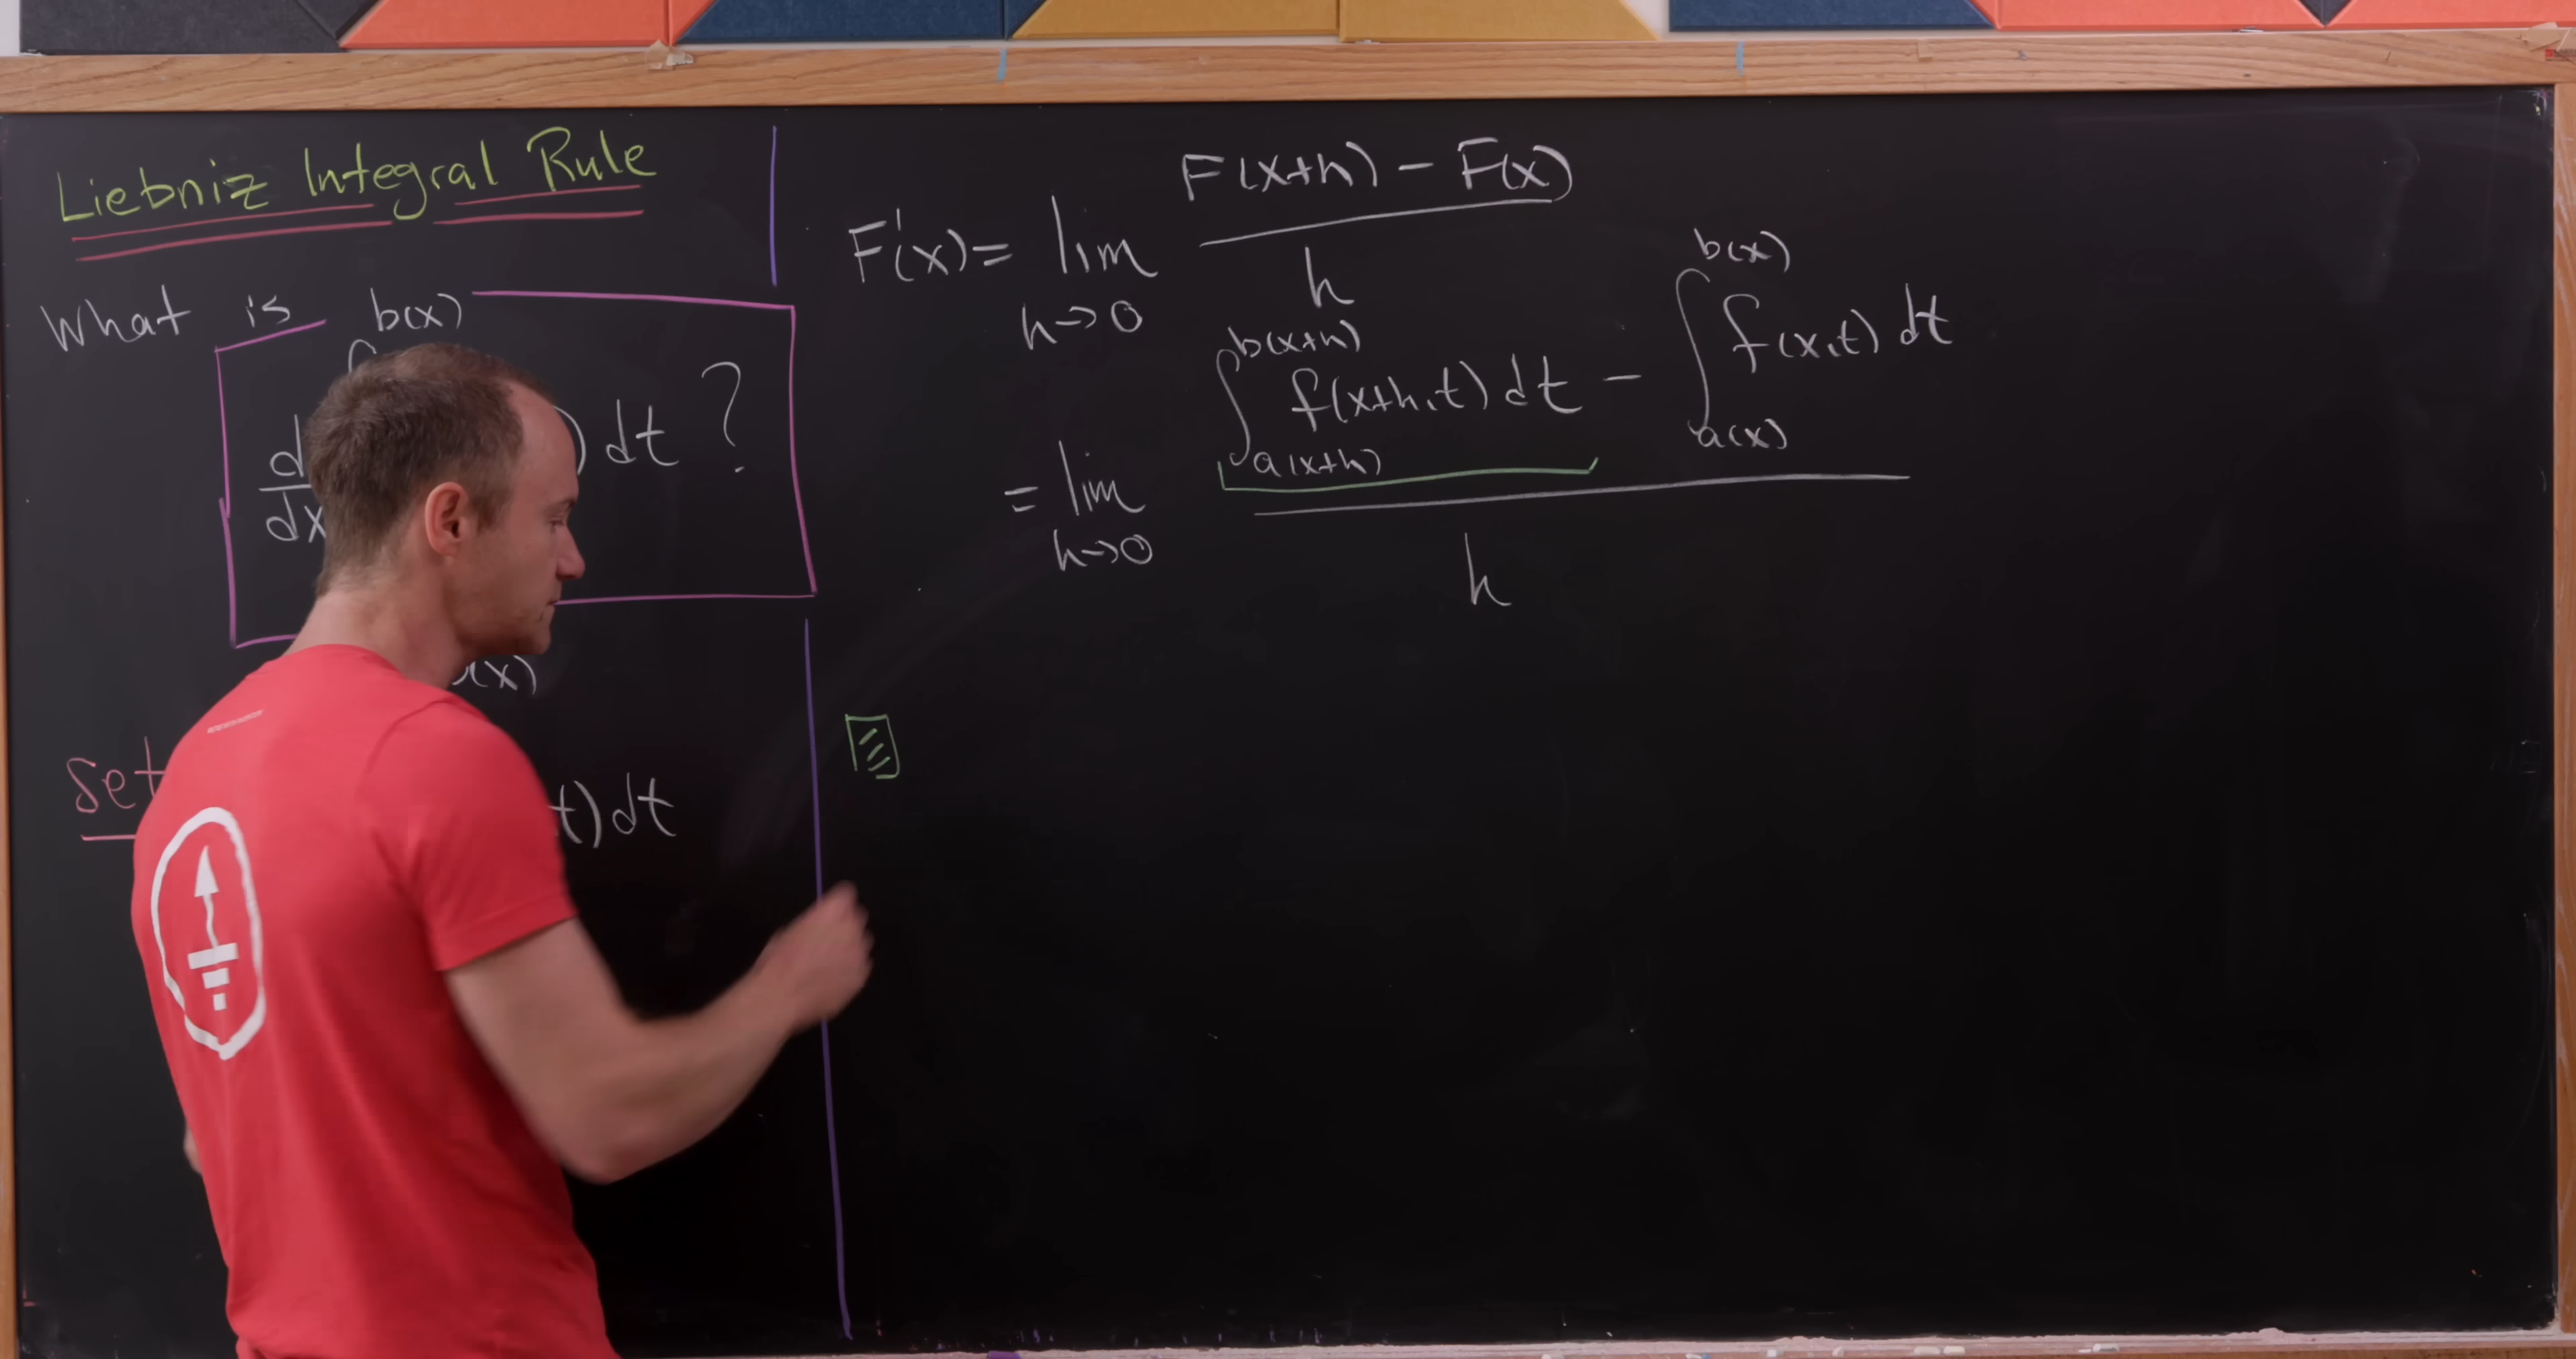 Liebniz Integral Rule
What is
b(x)
d
dx
) dt ?
(x)
Set
t) dt
F'(x) = lim h→0 F(x+h) - F(x)
h
= lim h→0 ∫ b(x+h) a(x+h) f(x+h,t) dt - ∫ b(x) a(x) f(x,t) dt
h